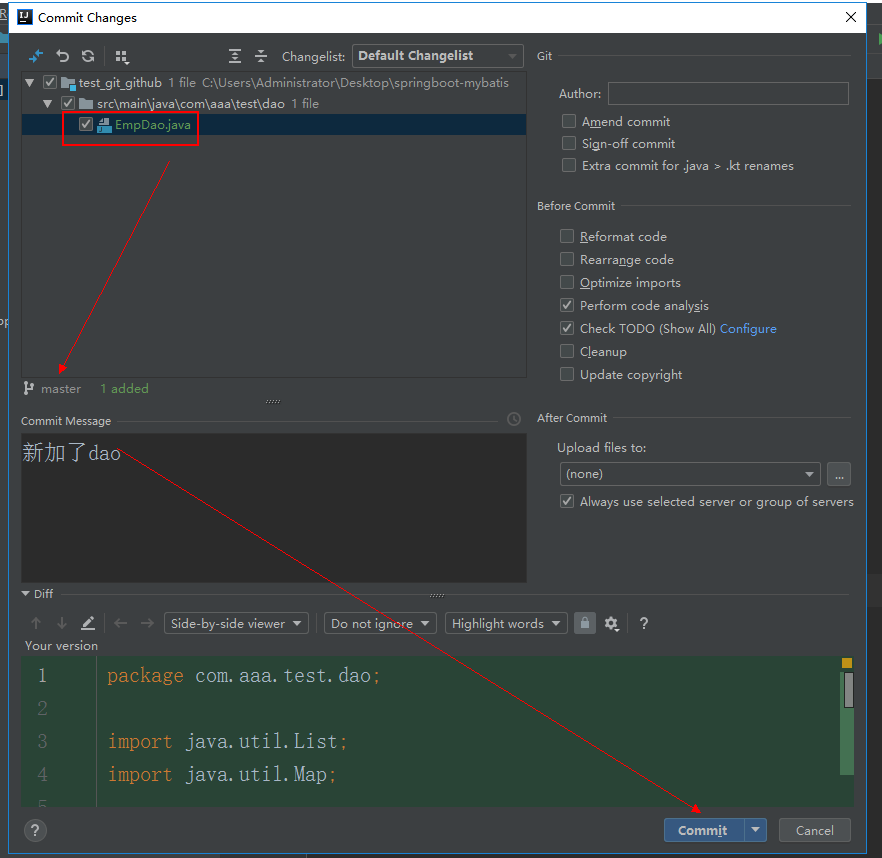 Commit Changes
Changelist: Default Changelist
test_git_github 1 file C:\Users\Administrator\Desktop\springboot-mybatis
src\main\java\com\aaa\test\dao 1 file
EmpDao.java
master 1 added
Commit Message
新加了dao
Git
Author:
Amend commit
Sign-off commit
Extra commit for .java > .kt renames
Before Commit
Reformat code
Rearrange code
Optimize imports
Perform code analysis
Check TODO (Show All) Configure
Cleanup
Update copyright
After Commit
Upload files to:
(none)
...
Always use selected server or group of servers
Diff
Side-by-side viewer Do not ignore Highlight words ?
Your version
1 package com.aaa.test.dao;
2
3 import java.util.List;
4 import java.util.Map;
5
? Commit Cancel